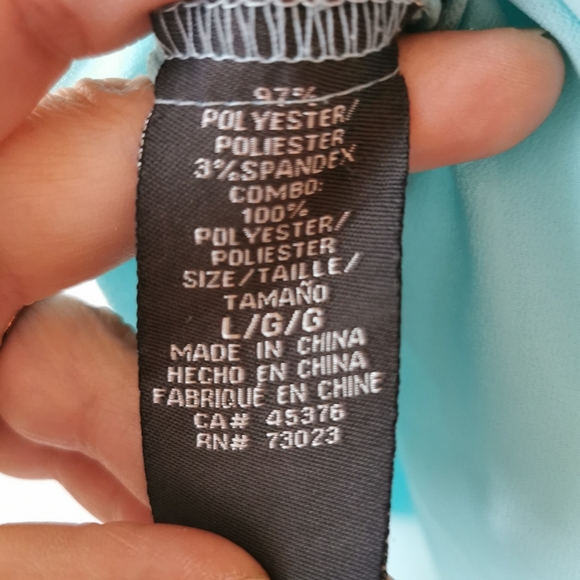 97%
POLYESTER/
POLIESTER
3%SPANDEX
COMBO:
100%
POLYESTER/
POLIESTER
SIZE/TAILLE/
TAMAÑO
L/G/G
MADE IN CHINA
HECHO EN CHINA
FABRIQUÉ EN CHINE
CA# 45376
RN# 73023